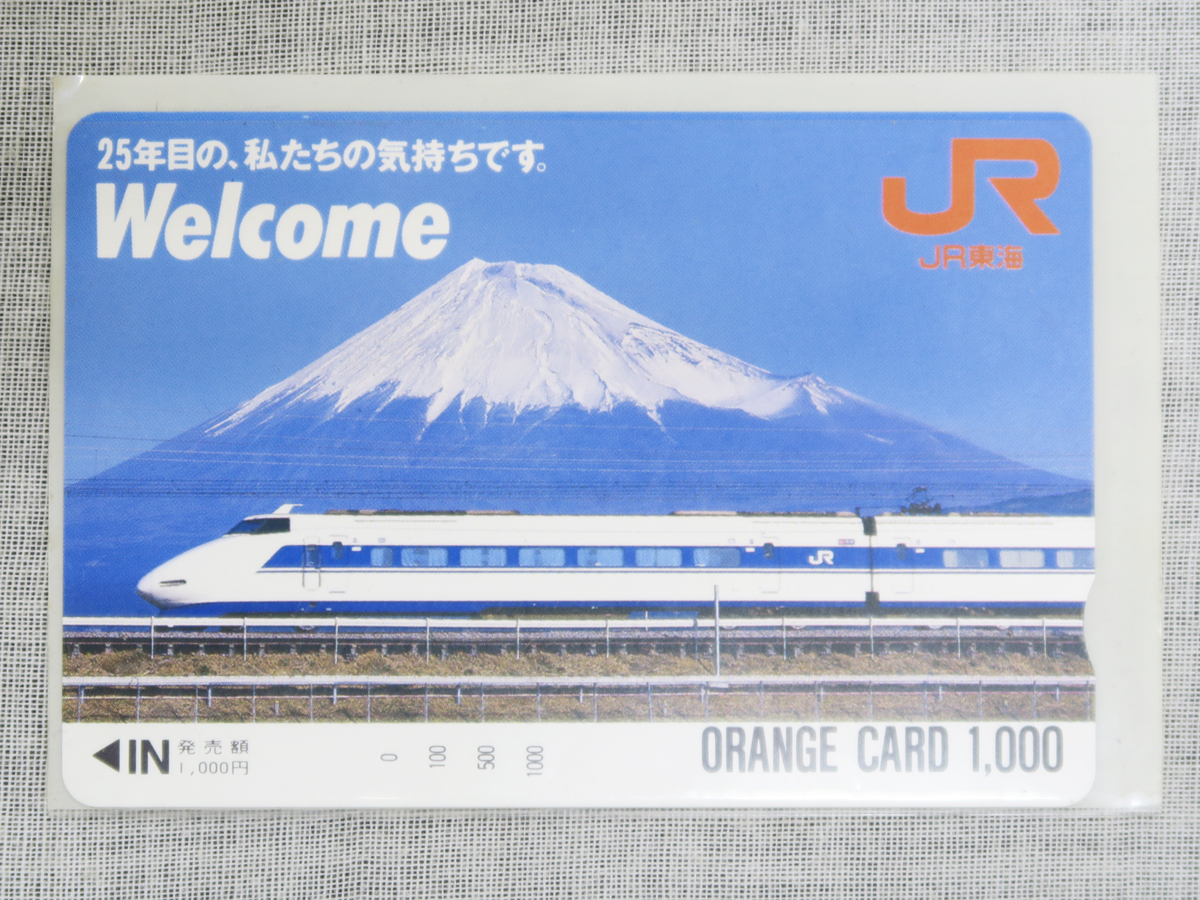 25年目の、私たちの気持ちです。
Welcome
JR
JR東海
JR
◀IN 発売額
1,000円
0 100 500 1000
ORANGE CARD 1,000